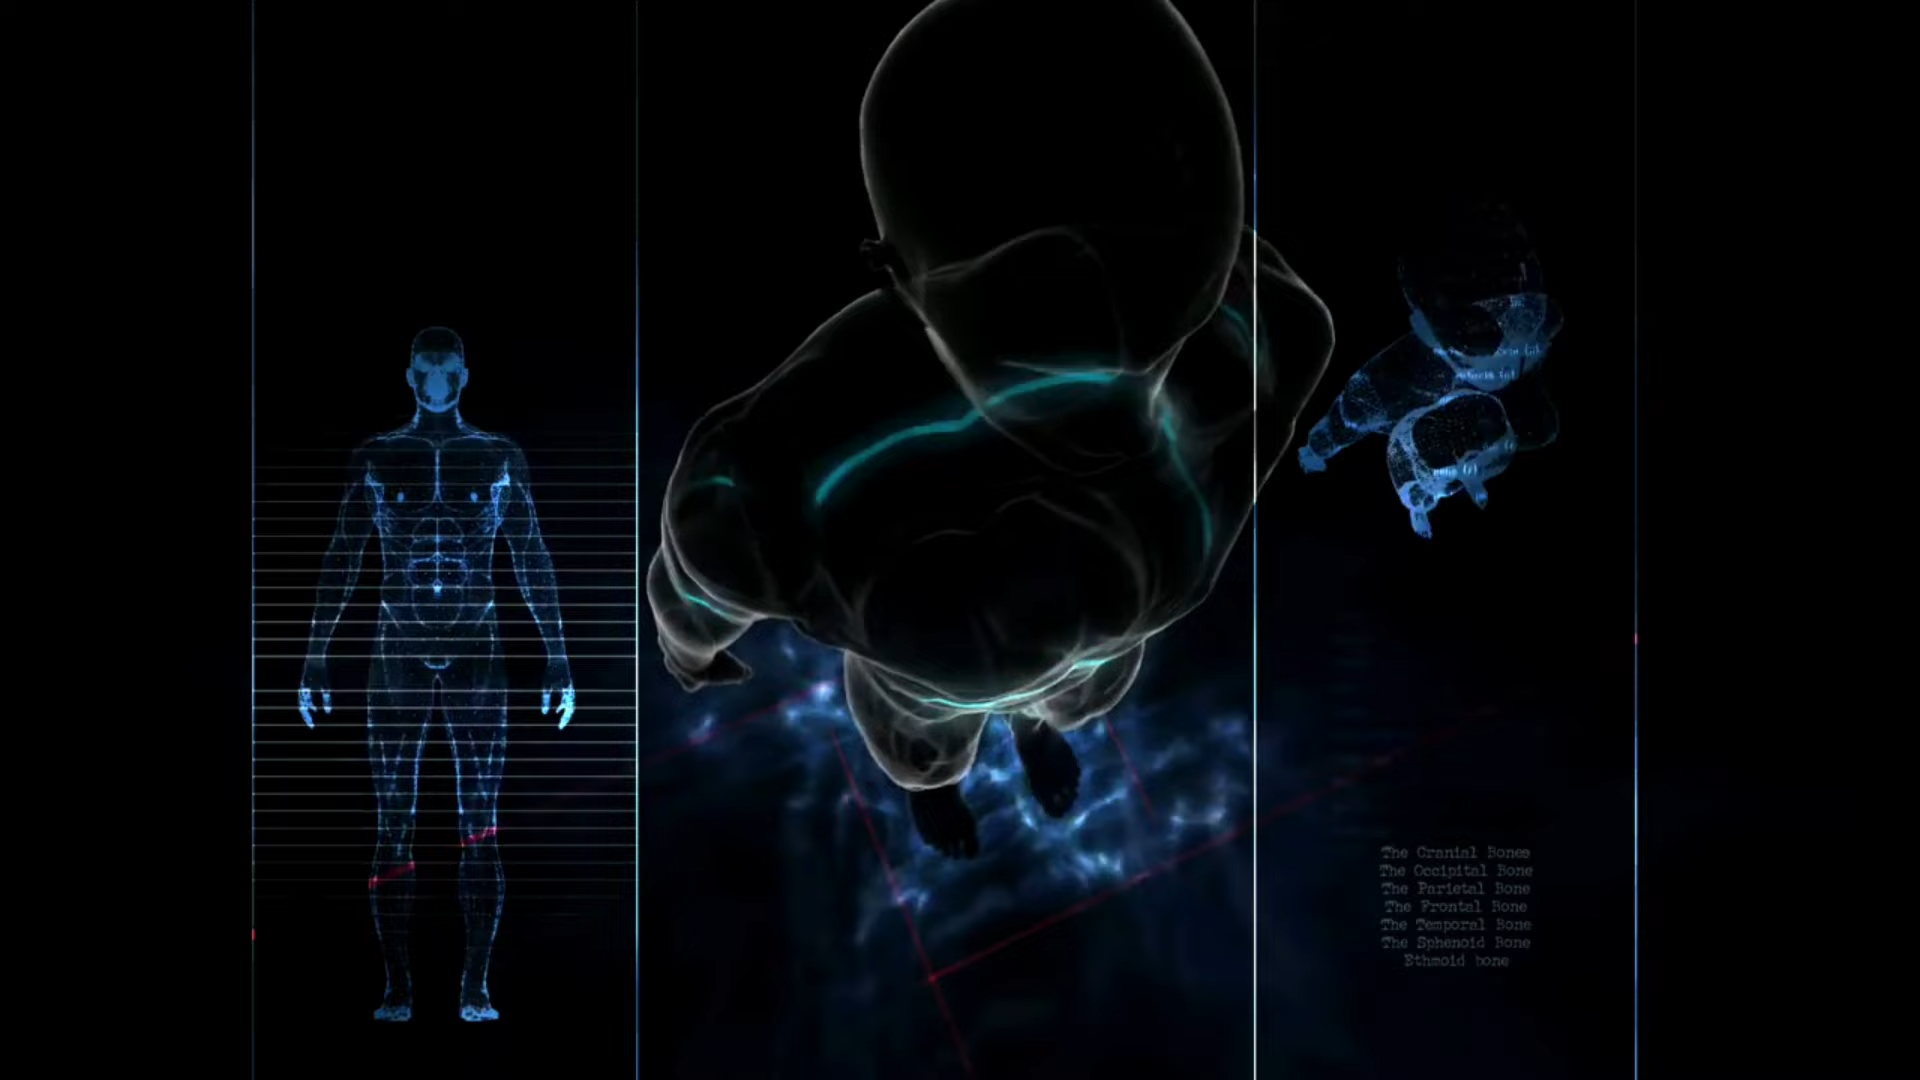 The Cranial Bones
The Occipital Bone
The Parietal Bone
The Frontal Bone
The Temporal Bone
The Sphenoid Bone
Ethmoid bone